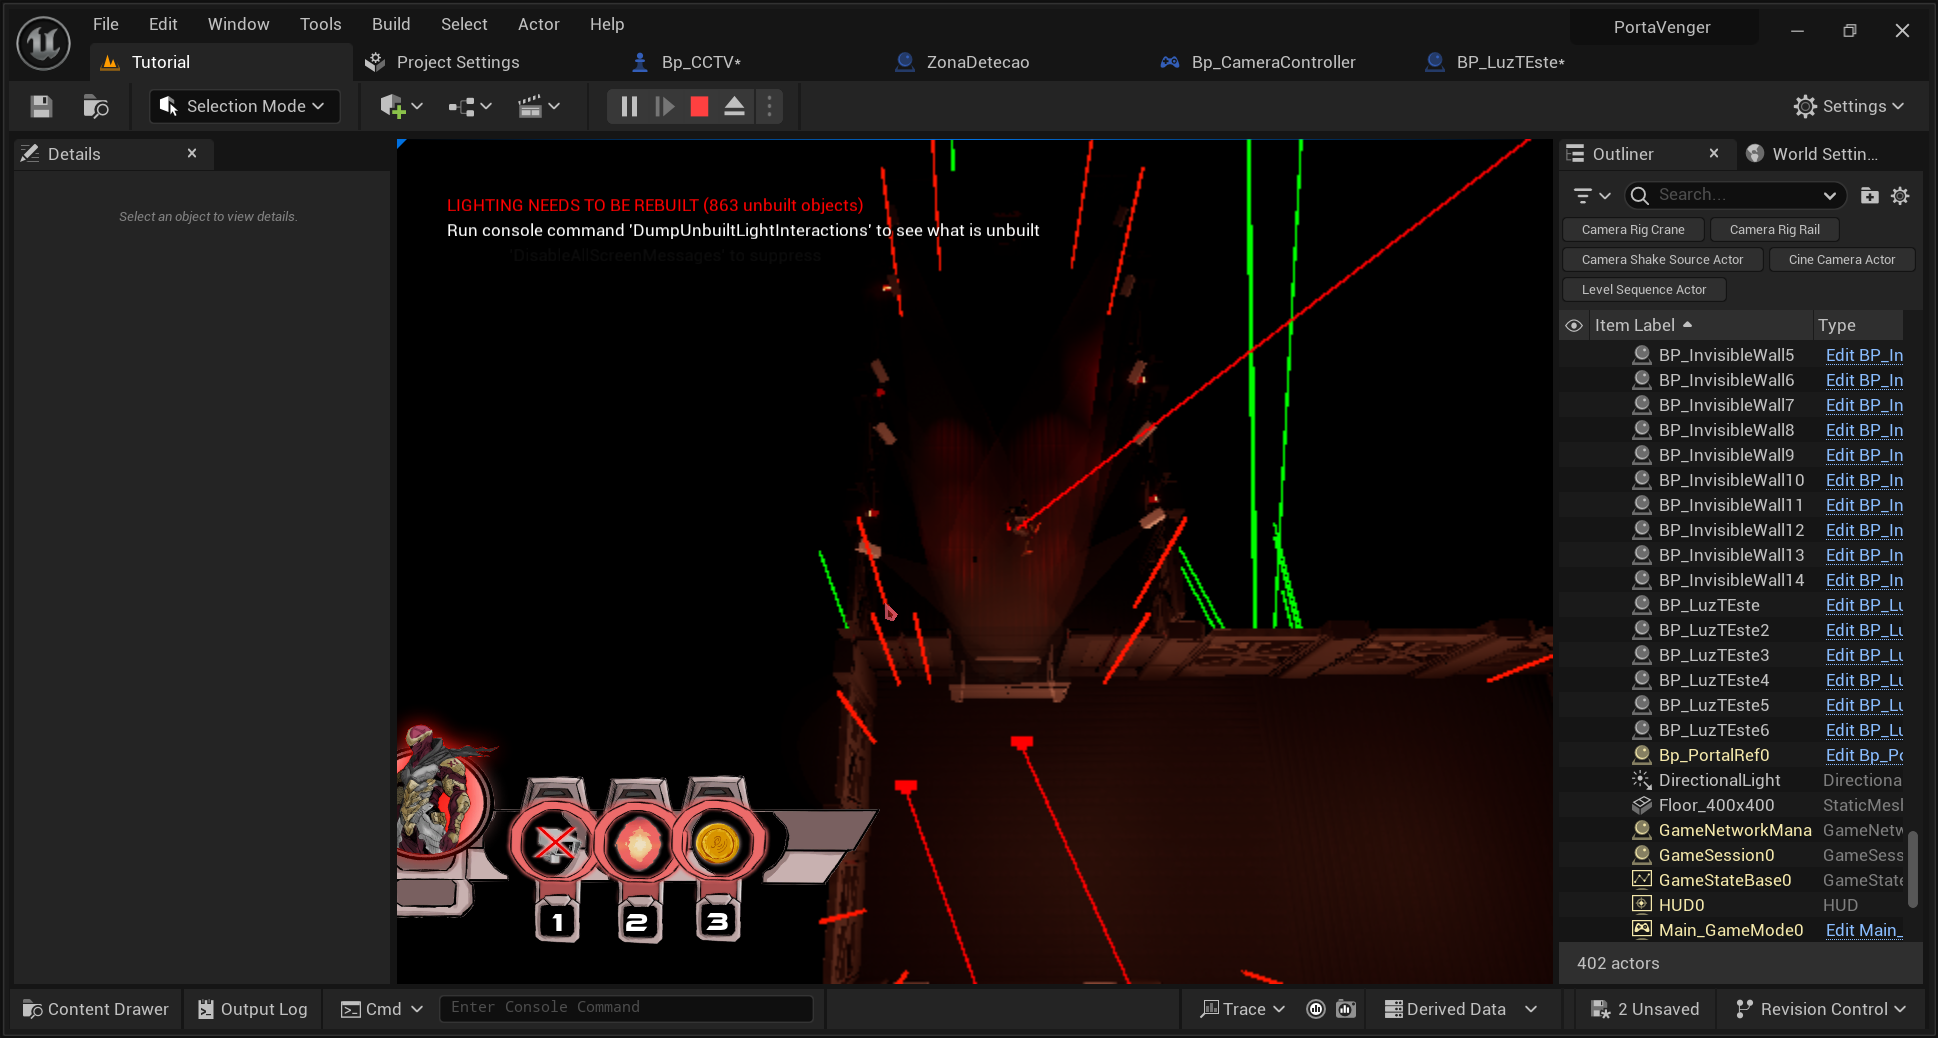 File Edit Window Tools Build Select Actor Help
PortaVenger
Tutorial
Project Settings
Bp_CCTV*
ZonaDetecao
Bp_CameraController
BP_LuzTEste*
Selection Mode
Settings
Details
Select an object to view details.
LIGHTING NEEDS TO BE REBUILT (863 unbuilt objects)
Run console command 'DumpUnbuiltLightInteractions' to see what is unbuilt
'DisableAllScreenMessages' to suppress
1
2
3
Outliner
World Settin...
Search...
Camera Rig Crane
Camera Rig Rail
Camera Shake Source Actor
Cine Camera Actor
Level Sequence Actor
Item Label Type
BP_InvisibleWall5 Edit BP_In
BP_InvisibleWall6 Edit BP_In
BP_InvisibleWall7 Edit BP_In
BP_InvisibleWall8 Edit BP_In
BP_InvisibleWall9 Edit BP_In
BP_InvisibleWall10 Edit BP_In
BP_InvisibleWall11 Edit BP_In
BP_InvisibleWall12 Edit BP_In
BP_InvisibleWall13 Edit BP_In
BP_InvisibleWall14 Edit BP_In
BP_LuzTEste Edit BP_Lu
BP_LuzTEste2 Edit BP_Lu
BP_LuzTEste3 Edit BP_Lu
BP_LuzTEste4 Edit BP_Lu
BP_LuzTEste5 Edit BP_Lu
BP_LuzTEste6 Edit BP_Lu
Bp_PortalRef0 Edit Bp_Po
DirectionalLight Directiona
Floor_400x400 StaticMesl
GameNetworkMana GameNetw
GameSession0 GameSess
GameStateBase0 GameState
HUD0 HUD
Main_GameMode0 Edit Main_
402 actors
Content Drawer
Output Log
Cmd
Enter Console Command
Trace
Derived Data
2 Unsaved
Revision Control